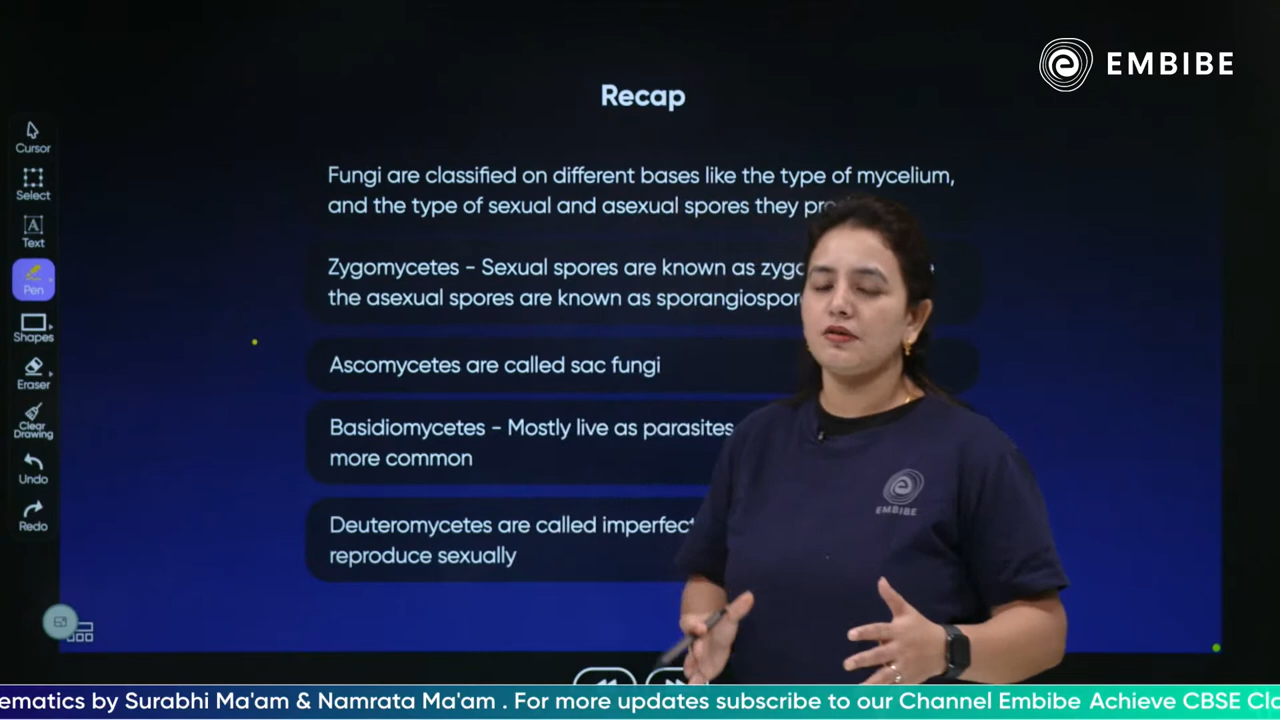 EMBIBE
Recap
Cursor
Select
Text
Pen
Shapes
Eraser
Clear
Drawing
Undo
Redo
Fungi are classified on different bases like the type of mycelium,
and the type of sexual and asexual spores they
Zygomycetes - Sexual spores are known as
the asexual spores are known as
Ascomycetes are called sac fungi
Basidiomycetes - Mostly live as parasites
more common
Deuteromycetes are called
reproduce sexually
EMBIBE
by Surabhi Ma'am & Namrata Ma'am . For more updates subscribe to our Channel Embibe Achieve CBSE